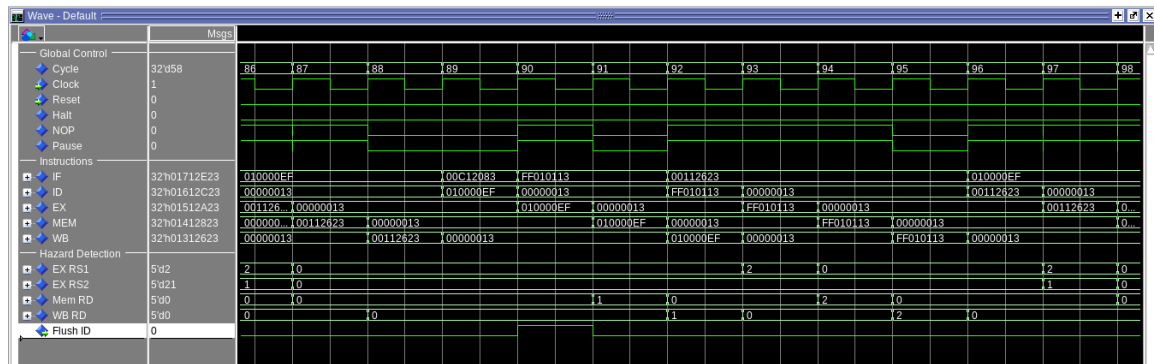 Wave - Default
Msgs
Global Control
Cycle 32'd58 86 87 88 89 90 91 92 93 94 95 96 97 98
Clock 1
Reset 0
Halt 0
NOP 0
Pause 0
Instructions
IF 32'h01712E23 010000EF 00C12083 FF010113 00112623 010000EF
ID 32'h01612C23 00000013 010000EF 00000013 FF010113 00000013 00112623 00000013
EX 32'h01512A23 001126... 00000013 010000EF 00000013 FF010113 00000013 00112623 0...
MEM 32'h01412823 000000... 00112623 00000013 010000EF 00000013 FF010113 00000013 0...
WB 32'h01312623 00000013 00112623 00000013 010000EF 00000013 FF010113 00000013
Hazard Detection
EX RS1 5'd2 2 0 2 0 2 0
EX RS2 5'd21 1 0 1 0
Mem RD 5'd0 0 0 1 0 2 0 0
WB RD 5'd0 0 0 1 0 2 0
Flush ID 0